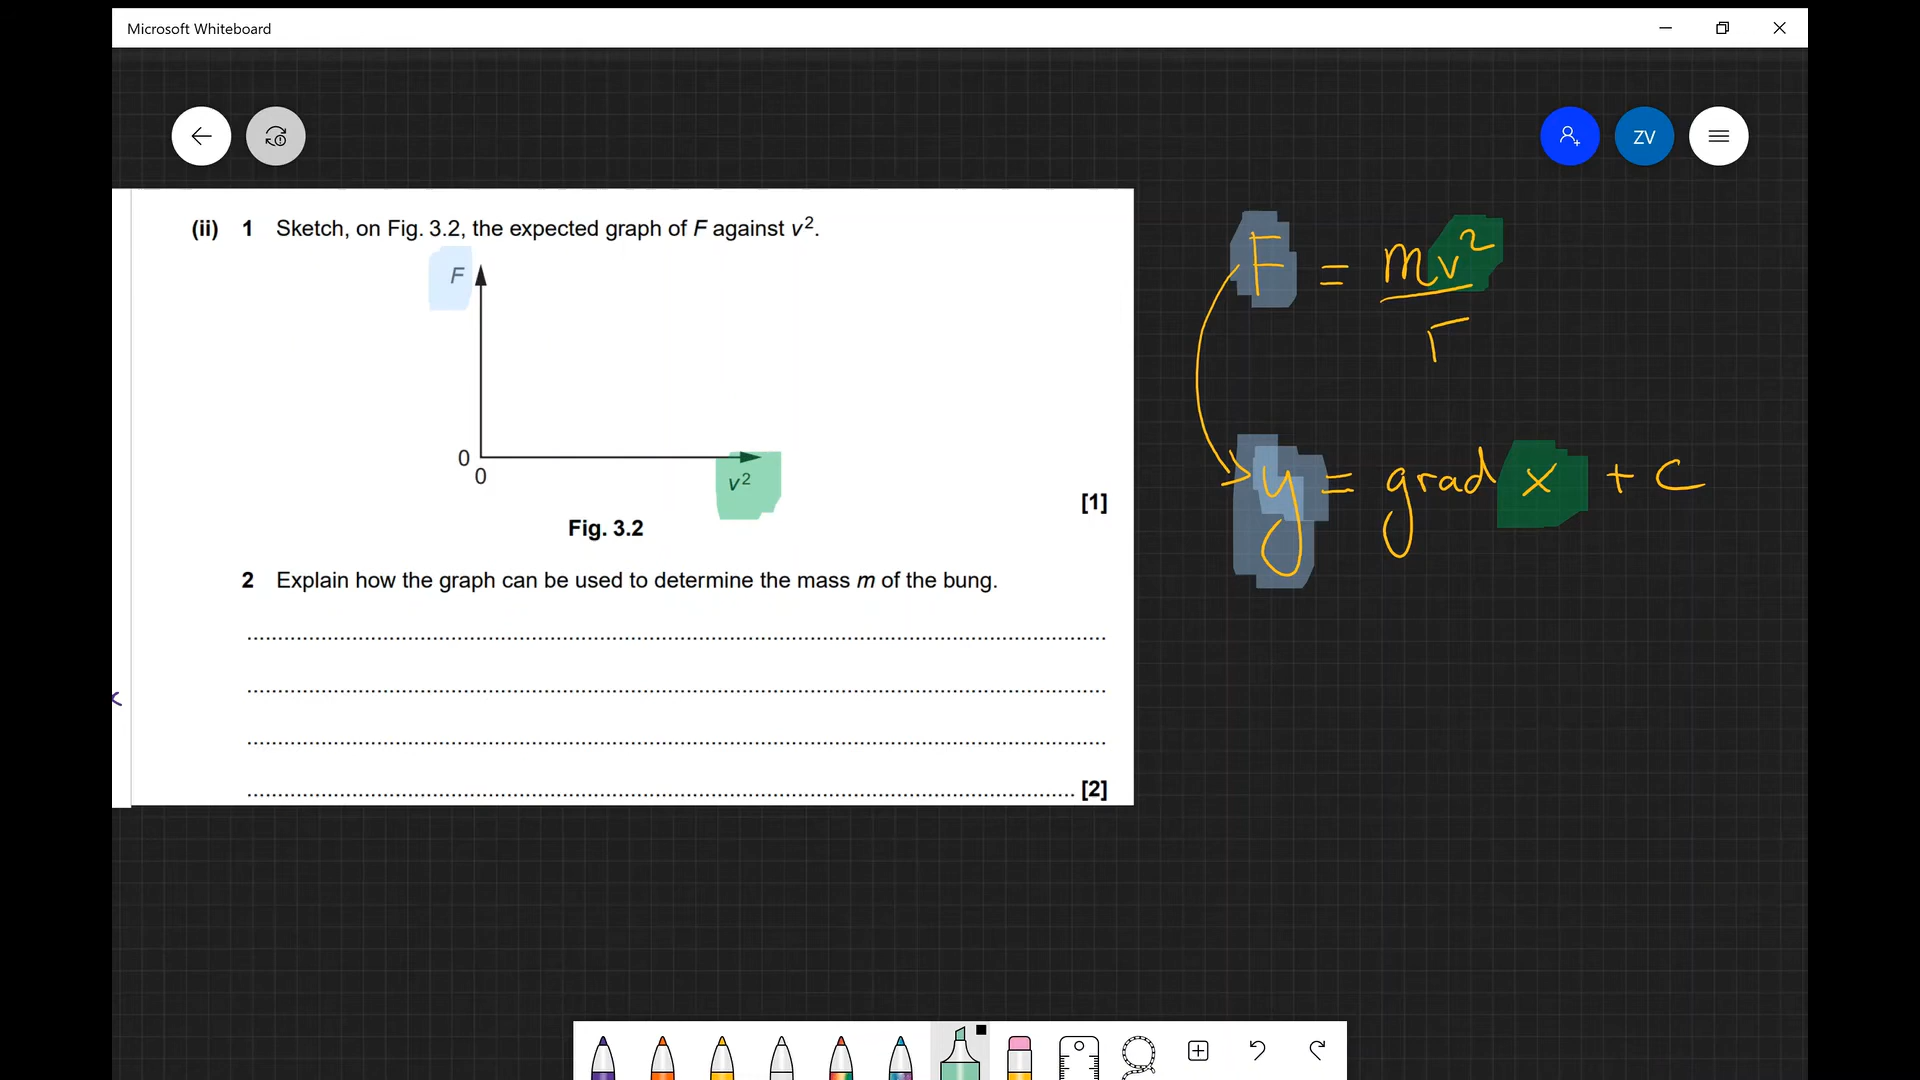 Microsoft Whiteboard
ZV
(ii) 1 Sketch, on Fig. 3.2, the expected graph of F against v².
F
0
0
v²
[1]
Fig. 3.2
2 Explain how the graph can be used to determine the mass m of the bung.
........................................................................
........................................................................
........................................................................
........................................................................ [2]
F = mv²
r
y = grad x + c